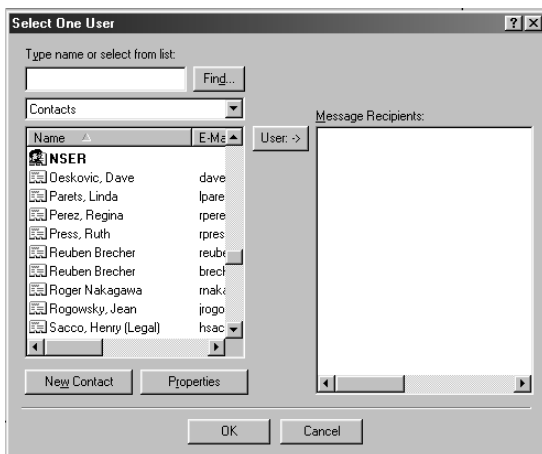 Select One User
Type name or select from list:
Find...
Contacts
Message Recipients:
Name E-Ma
User: ->
NSER
Oeskovic, Dave dave
Parets, Linda lpare
Perez, Regina rpere
Press, Ruth rpres
Reuben Brecher reube
Reuben Brecher brech
Roger Nakagawa rnaka
Rogowsky, Jean jrogo
Sacco, Henry (Legal) hsac
New Contact Properties
OK Cancel